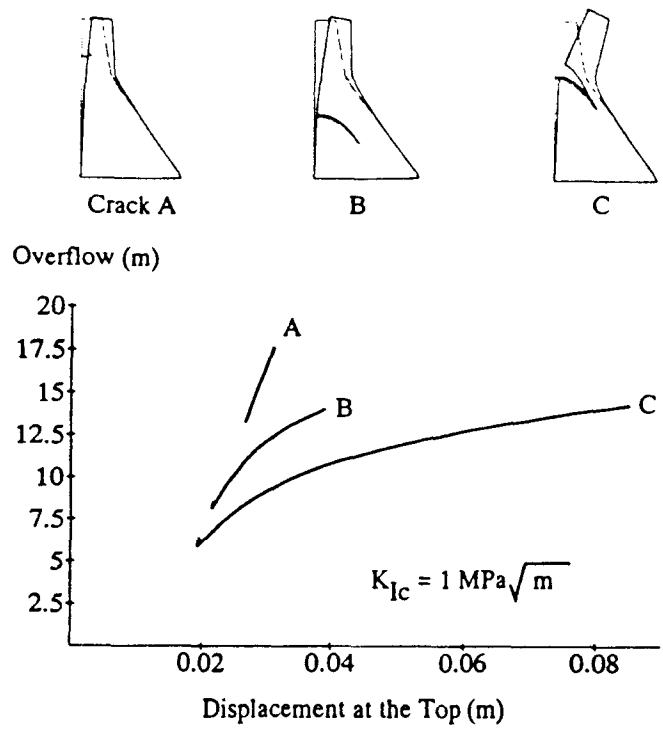 Crack A
B
C
Overflow (m)
20
17.5
15
12.5
10
7.5
5
2.5
A
B
C
K_Ic = 1 MPa√m
0.02 0.04 0.06 0.08
Displacement at the Top (m)